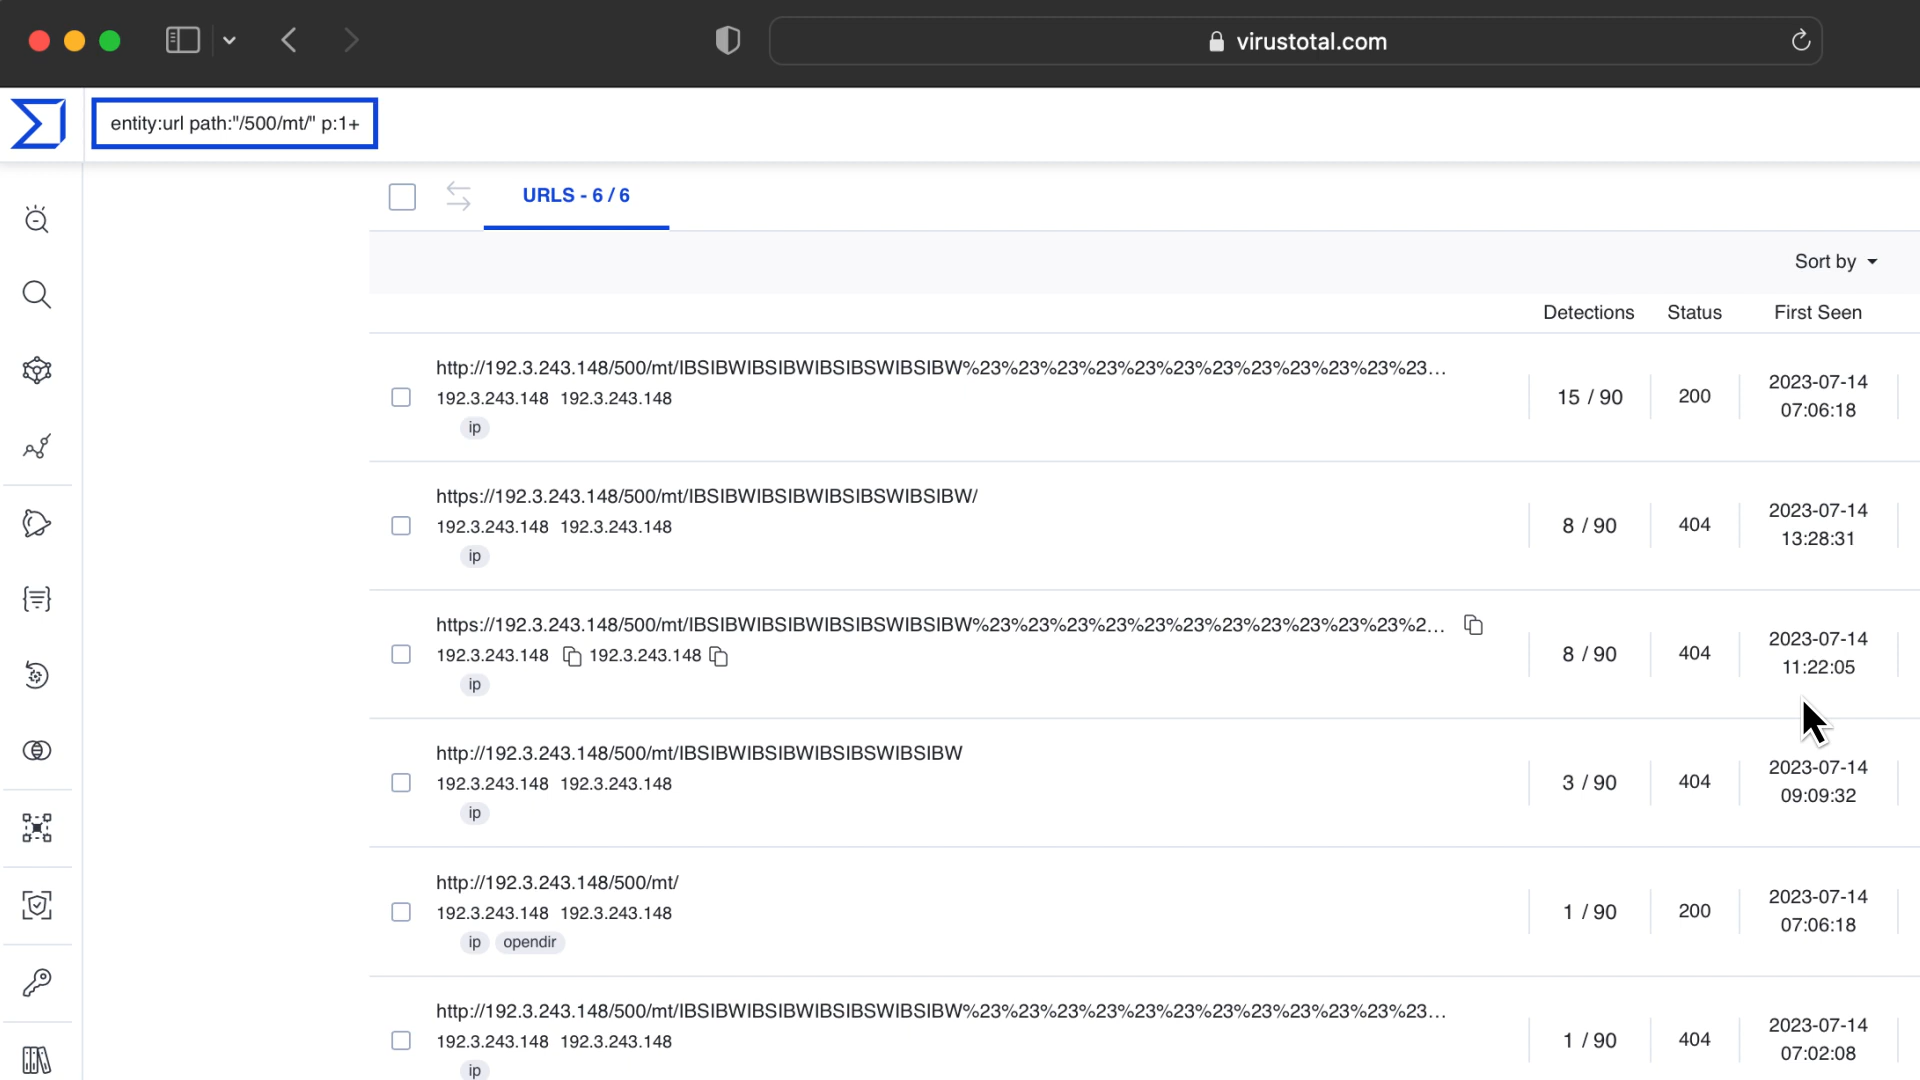 virustotal.com
entity:url path:"/500/mt/" p:1+
URLS - 6 / 6
Sort by
Detections Status First Seen
http://192.3.243.148/500/mt/IBSIBWIBSIBWIBSIBSWIBSIBW%23%23%23%23%23%23%23%23%23%23%23%23...
192.3.243.148 192.3.243.148
ip
15 / 90
200
2023-07-14
07:06:18
https://192.3.243.148/500/mt/IBSIBWIBSIBWIBSIBSWIBSIBW/
192.3.243.148 192.3.243.148
ip
8 / 90
404
2023-07-14
13:28:31
https://192.3.243.148/500/mt/IBSIBWIBSIBWIBSIBSWIBSIBW%23%23%23%23%23%23%23%23%23%23%23%2...
192.3.243.148 192.3.243.148
ip
8 / 90
404
2023-07-14
11:22:05
http://192.3.243.148/500/mt/IBSIBWIBSIBWIBSIBSWIBSIBW
192.3.243.148 192.3.243.148
ip
3 / 90
404
2023-07-14
09:09:32
http://192.3.243.148/500/mt/
192.3.243.148 192.3.243.148
ip opendir
1 / 90
200
2023-07-14
07:06:18
http://192.3.243.148/500/mt/IBSIBWIBSIBWIBSIBSWIBSIBW%23%23%23%23%23%23%23%23%23%23%23%23...
192.3.243.148 192.3.243.148
ip
1 / 90
404
2023-07-14
07:02:08